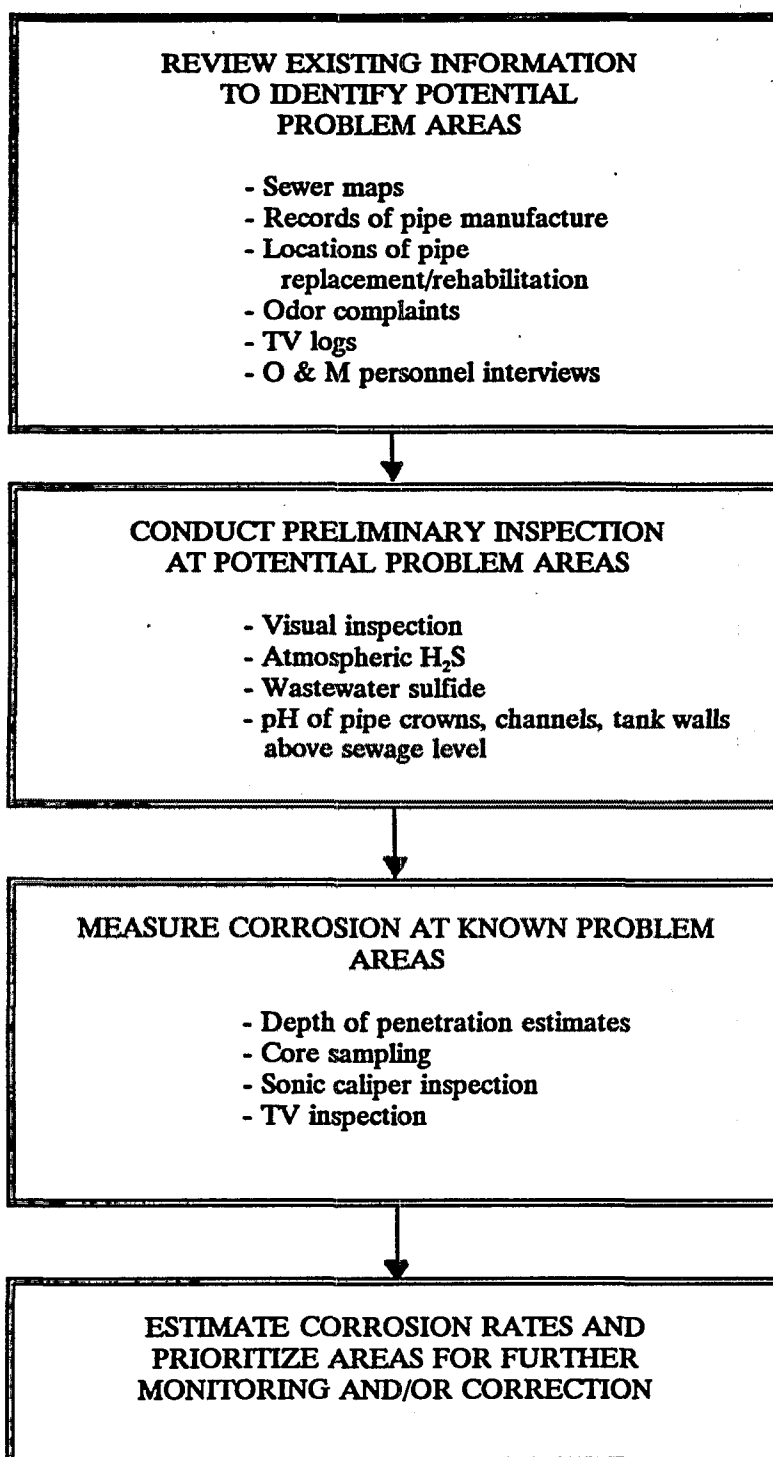 REVIEW EXISTING INFORMATION
TO IDENTIFY POTENTIAL
PROBLEM AREAS
- Sewer maps
- Records of pipe manufacture
- Locations of pipe
replacement/rehabilitation
- Odor complaints
- TV logs
- O & M personnel interviews
CONDUCT PRELIMINARY INSPECTION
AT POTENTIAL PROBLEM AREAS
- Visual inspection
- Atmospheric H₂S
- Wastewater sulfide
- pH of pipe crowns, channels, tank walls
above sewage level
MEASURE CORROSION AT KNOWN PROBLEM
AREAS
- Depth of penetration estimates
- Core sampling
- Sonic caliper inspection
- TV inspection
ESTIMATE CORROSION RATES AND
PRIORITIZE AREAS FOR FURTHER
MONITORING AND/OR CORRECTION